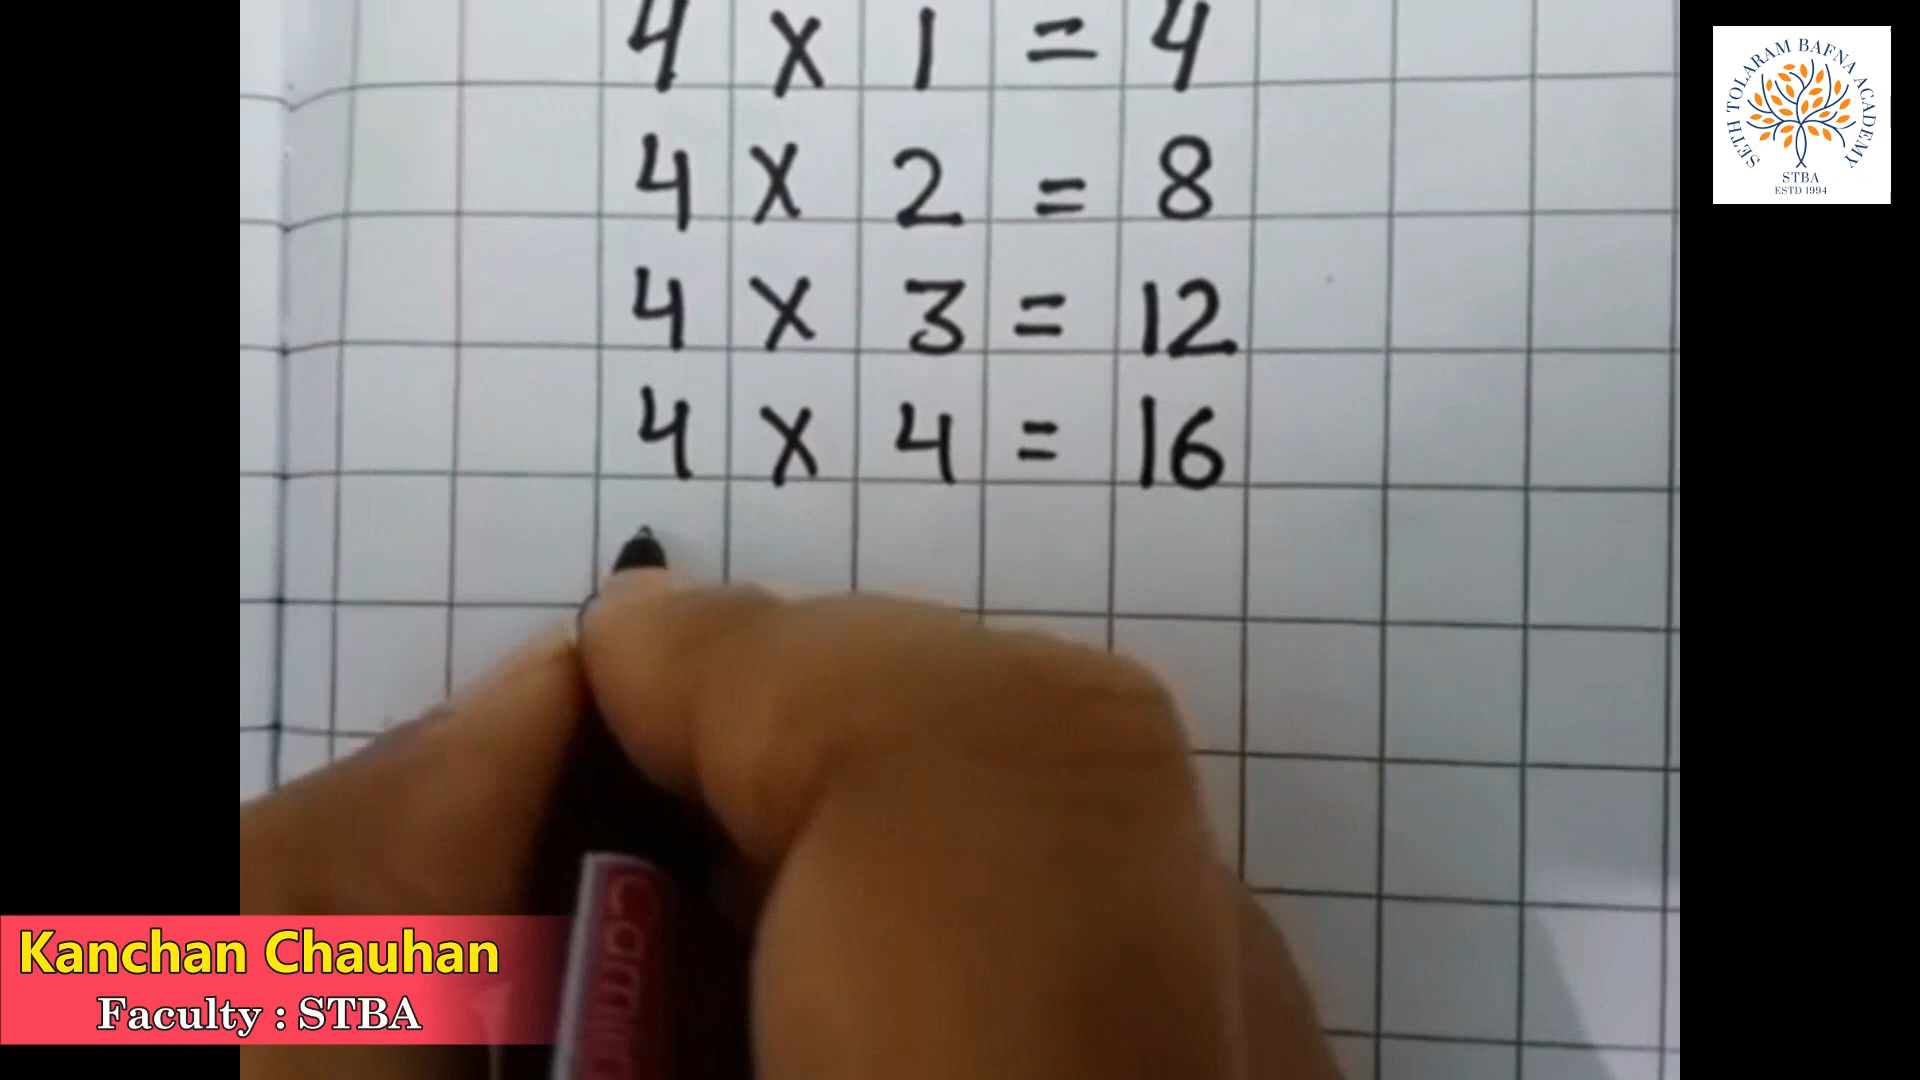 4 X 1 = 4
4 X 2 = 8
4 X 3 = 12
4 X 4 = 16
SETH TOLARAM BAFNA ACADEMY
STBA
ESTD 1994
Kanchan Chauhan
Faculty : STBA